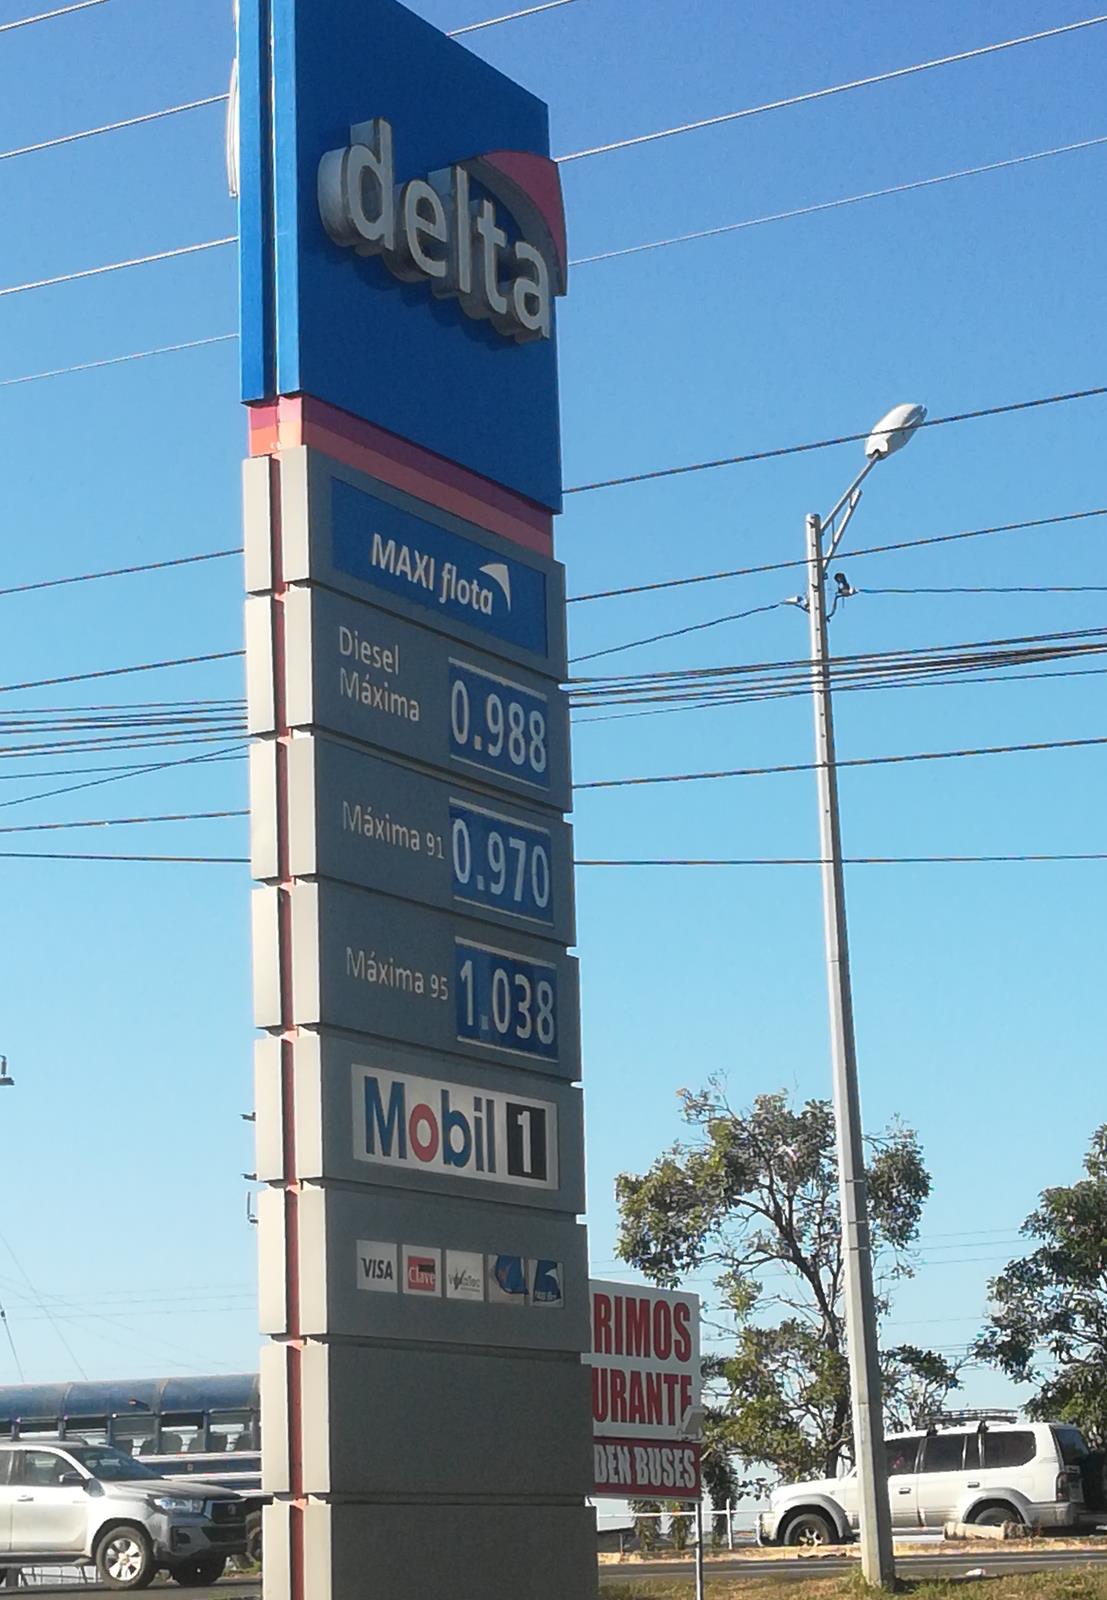 delta
MAXI flota
Diesel
Máxima
0.988
Máxima 91
0.970
Máxima 95
1.038
Mobil 1
VISA
Clave
RIMOS
URANTE
DEN BUSES